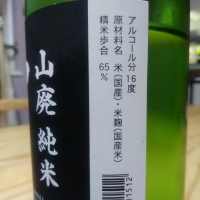 アルコール分 16度
原材料名 米(国産)・米麹(国産米)
精米歩合 65%
山廃純米
1512